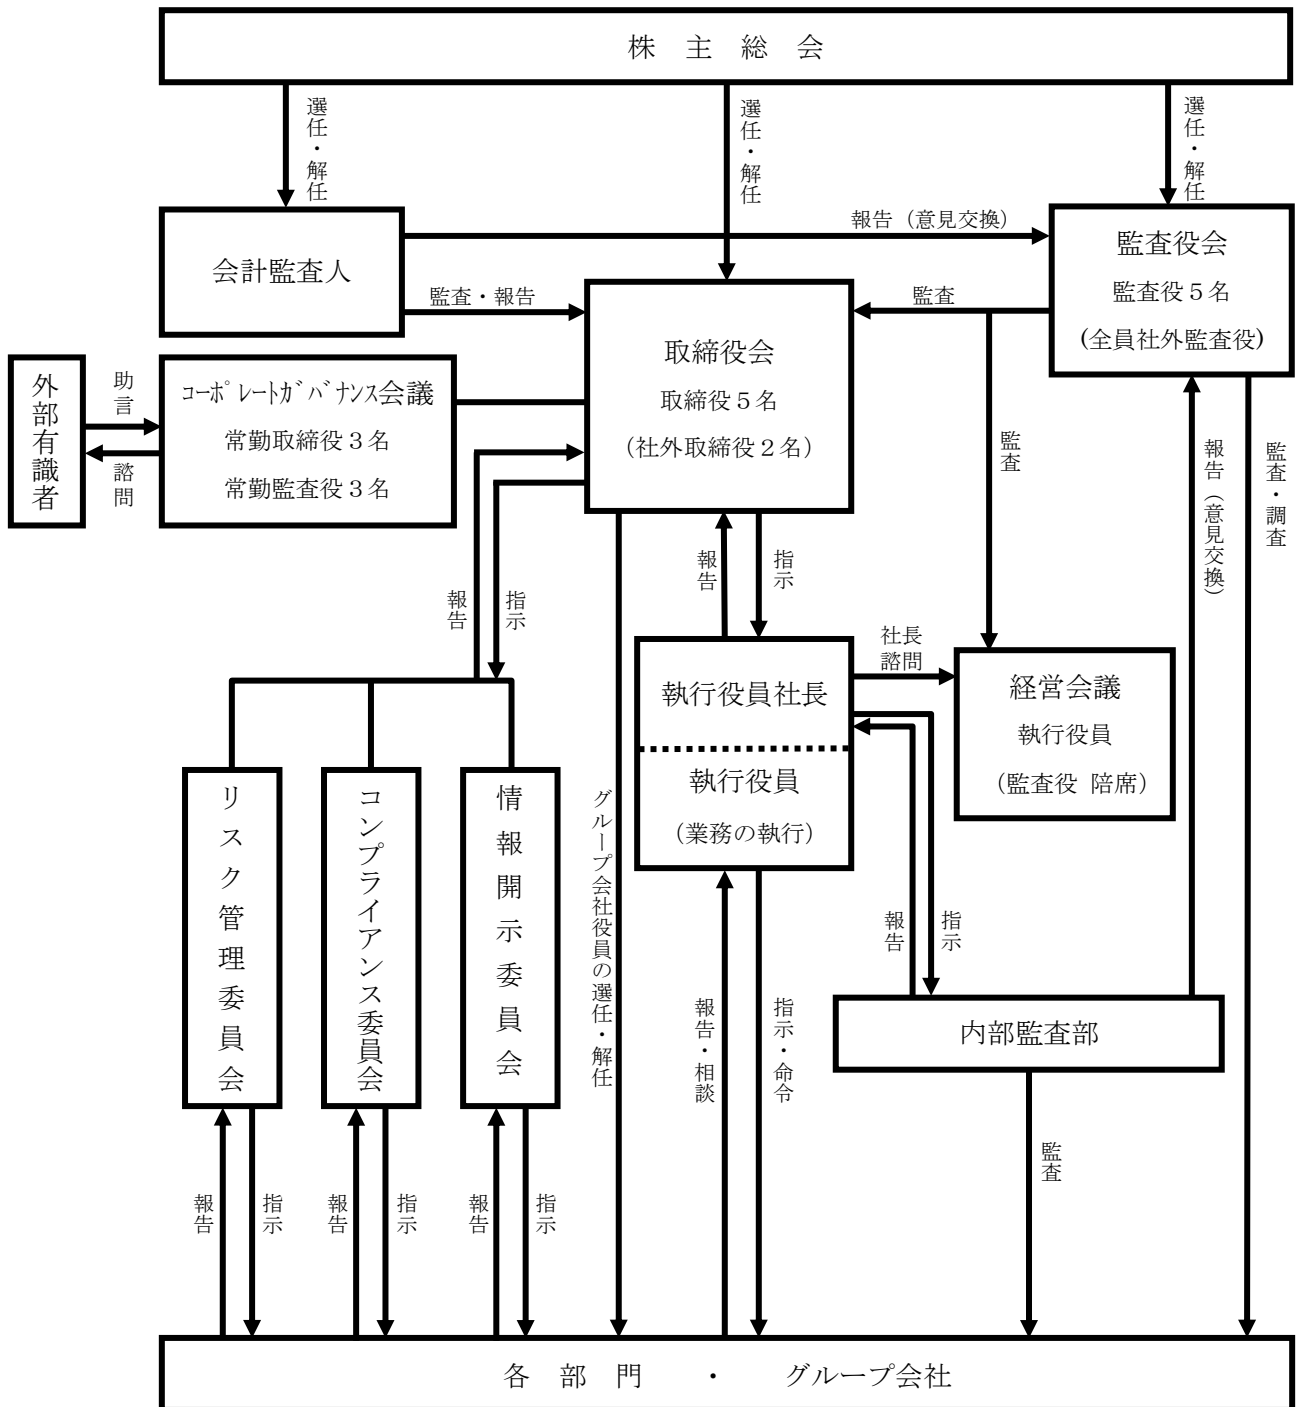 株　主　総　会
選任・解任
選任・解任
選任・解任
報告（意見交換）
会計監査人
監査・報告
監査
監査役会
監査役５名
(全員社外監査役)
取締役会
取締役５名
（社外取締役２名）
外部有識者
助言
諮問
ｺｰﾎﾟﾚｰﾄｶﾞﾊﾞﾅﾝｽ会議
常勤取締役３名
常勤監査役３名
監査
報告（意見交換）
監査・調査
報告
指示
報告
指示
社長
諮問
執行役員社長
執行役員
（業務の執行）
経営会議
執行役員
（監査役 陪席）
リスク管理委員会
コンプライアンス委員会
情報開示委員会
グループ会社役員の選任・解任
報告
指示
内部監査部
報告・相談
指示・命令
監査
報告
指示
報告
指示
報告
指示
各　部　門　・　グループ会社